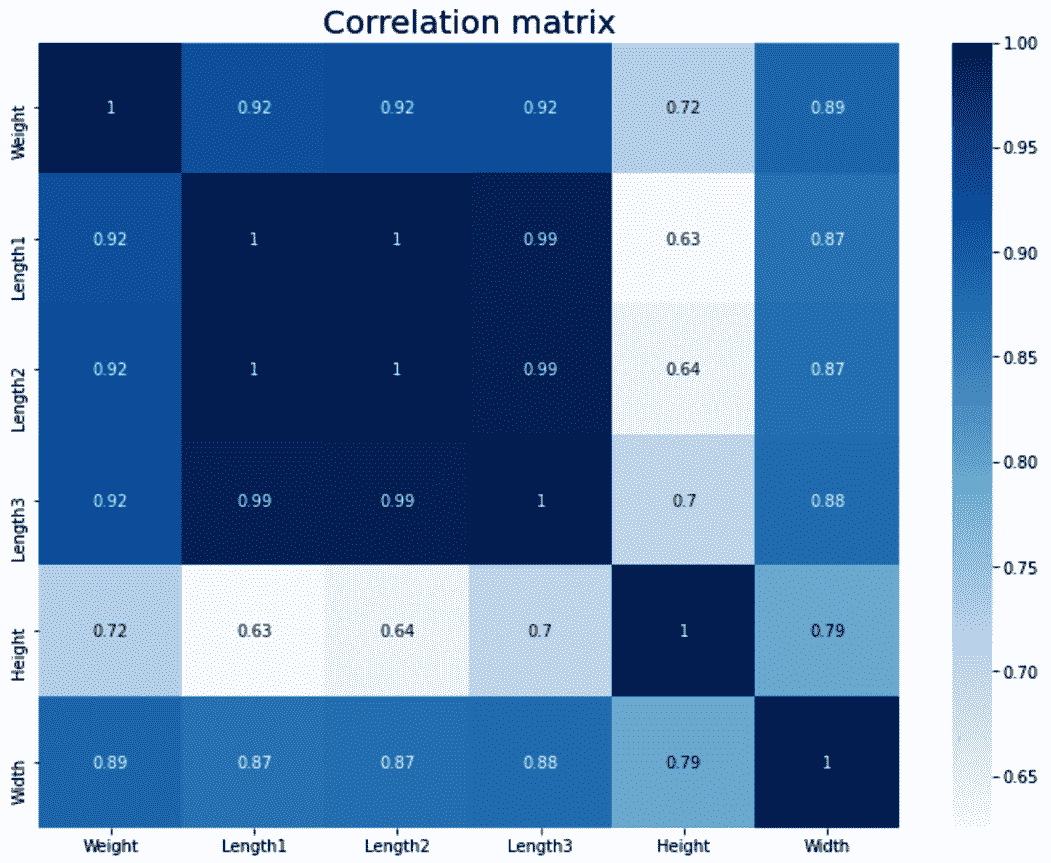 Correlation matrix
Weight 1 0.92 0.92 0.92 0.72 0.89
Length1 0.92 1 1 0.99 0.63 0.87
Length2 0.92 1 1 0.99 0.64 0.87
Length3 0.92 0.99 0.99 1 0.7 0.88
Height 0.72 0.63 0.64 0.7 1 0.79
Width 0.89 0.87 0.87 0.88 0.79 1
Weight Length1 Length2 Length3 Height Width
1.00
0.95
0.90
0.85
0.80
0.75
0.70
0.65